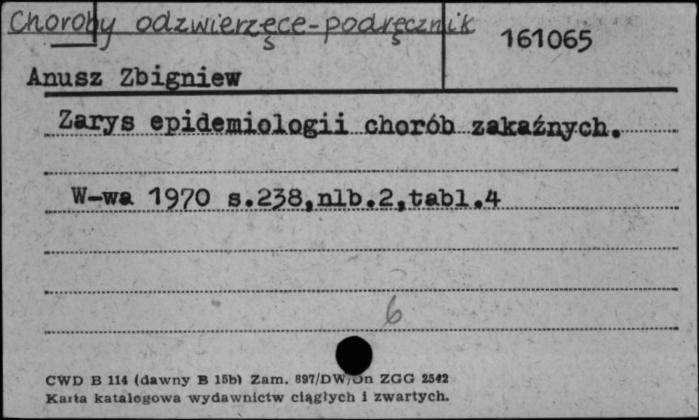 Choroby odzwierzęce - podręcznik
161065
Anusz Zbigniew
Zarys epidemiologii chorób zakaźnych.
W-wa 1970 s.238,nlb.2,tabl.4
6
CWD B 114 (dawny B 15b) Zam. 897/DW/On ZGG 2542
Karta katalogowa wydawnictw ciągłych i zwartych.